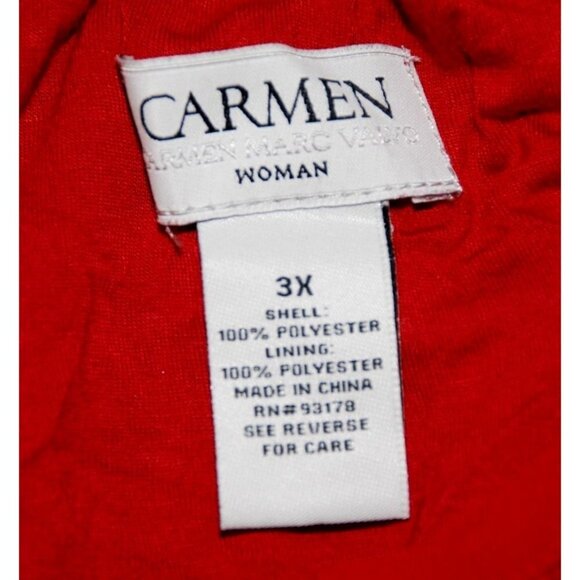 CARMEN
CARMEN MARC VALVO
WOMAN
3X
SHELL:
100% POLYESTER
LINING:
100% POLYESTER
MADE IN CHINA
RN#93178
SEE REVERSE
FOR CARE